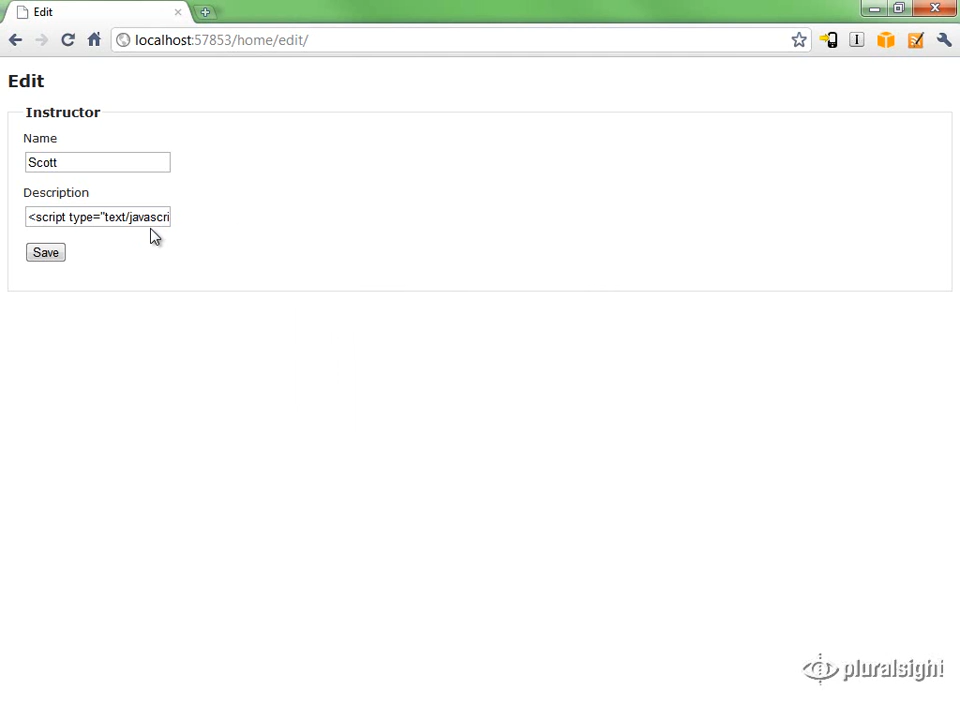 Edit
localhost:57853/home/edit/
Edit
Instructor
Name
Scott
Description
<script type="text/javascri
Save
pluralsight